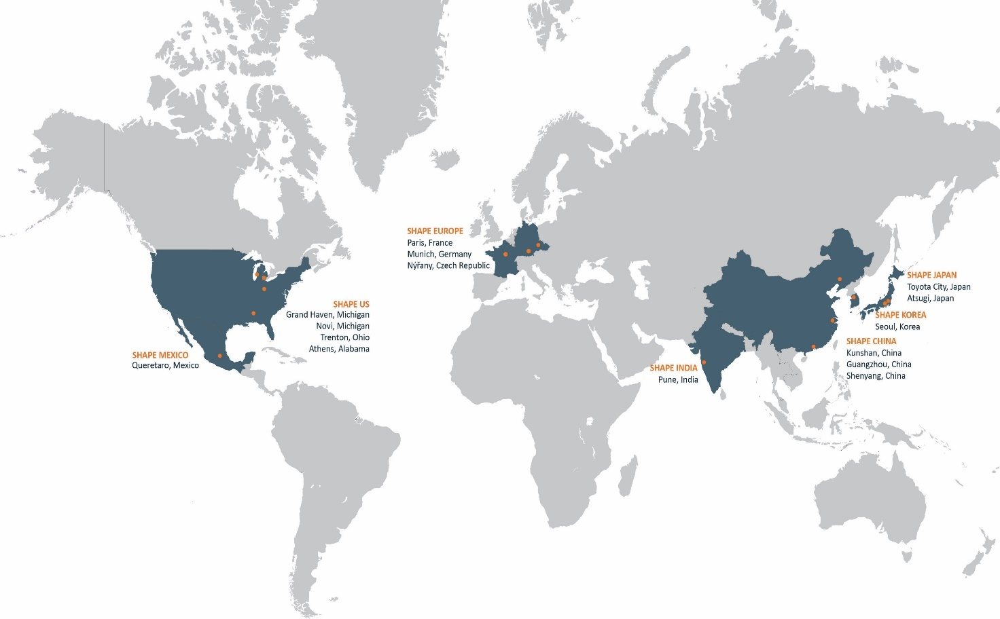 SHAPE EUROPE
Paris, France
Munich, Germany
Nýřany, Czech Republic
SHAPE US
Grand Haven, Michigan
Novi, Michigan
Trenton, Ohio
Athens, Alabama
SHAPE MEXICO
Queretaro, Mexico
SHAPE JAPAN
Toyota City, Japan
Atsugi, Japan
SHAPE KOREA
Seoul, Korea
SHAPE CHINA
Kunshan, China
Guangzhou, China
Shenyang, China
SHAPE INDIA
Pune, India